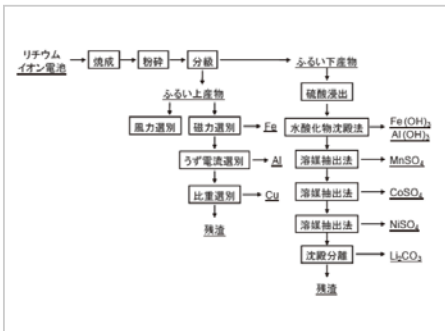 リチウム
イオン電池
焼成
粉砕
分級
ふるい下産物
ふるい上産物
硫酸浸出
風力選別
磁力選別
Fe
水酸化物沈殿法
Fe(OH)₃
Al(OH)₃
うず電流選別
Al
溶媒抽出法
MnSO₄
比重選別
Cu
溶媒抽出法
CoSO₄
残渣
溶媒抽出法
NiSO₄
沈殿分離
Li₂CO₃
残渣